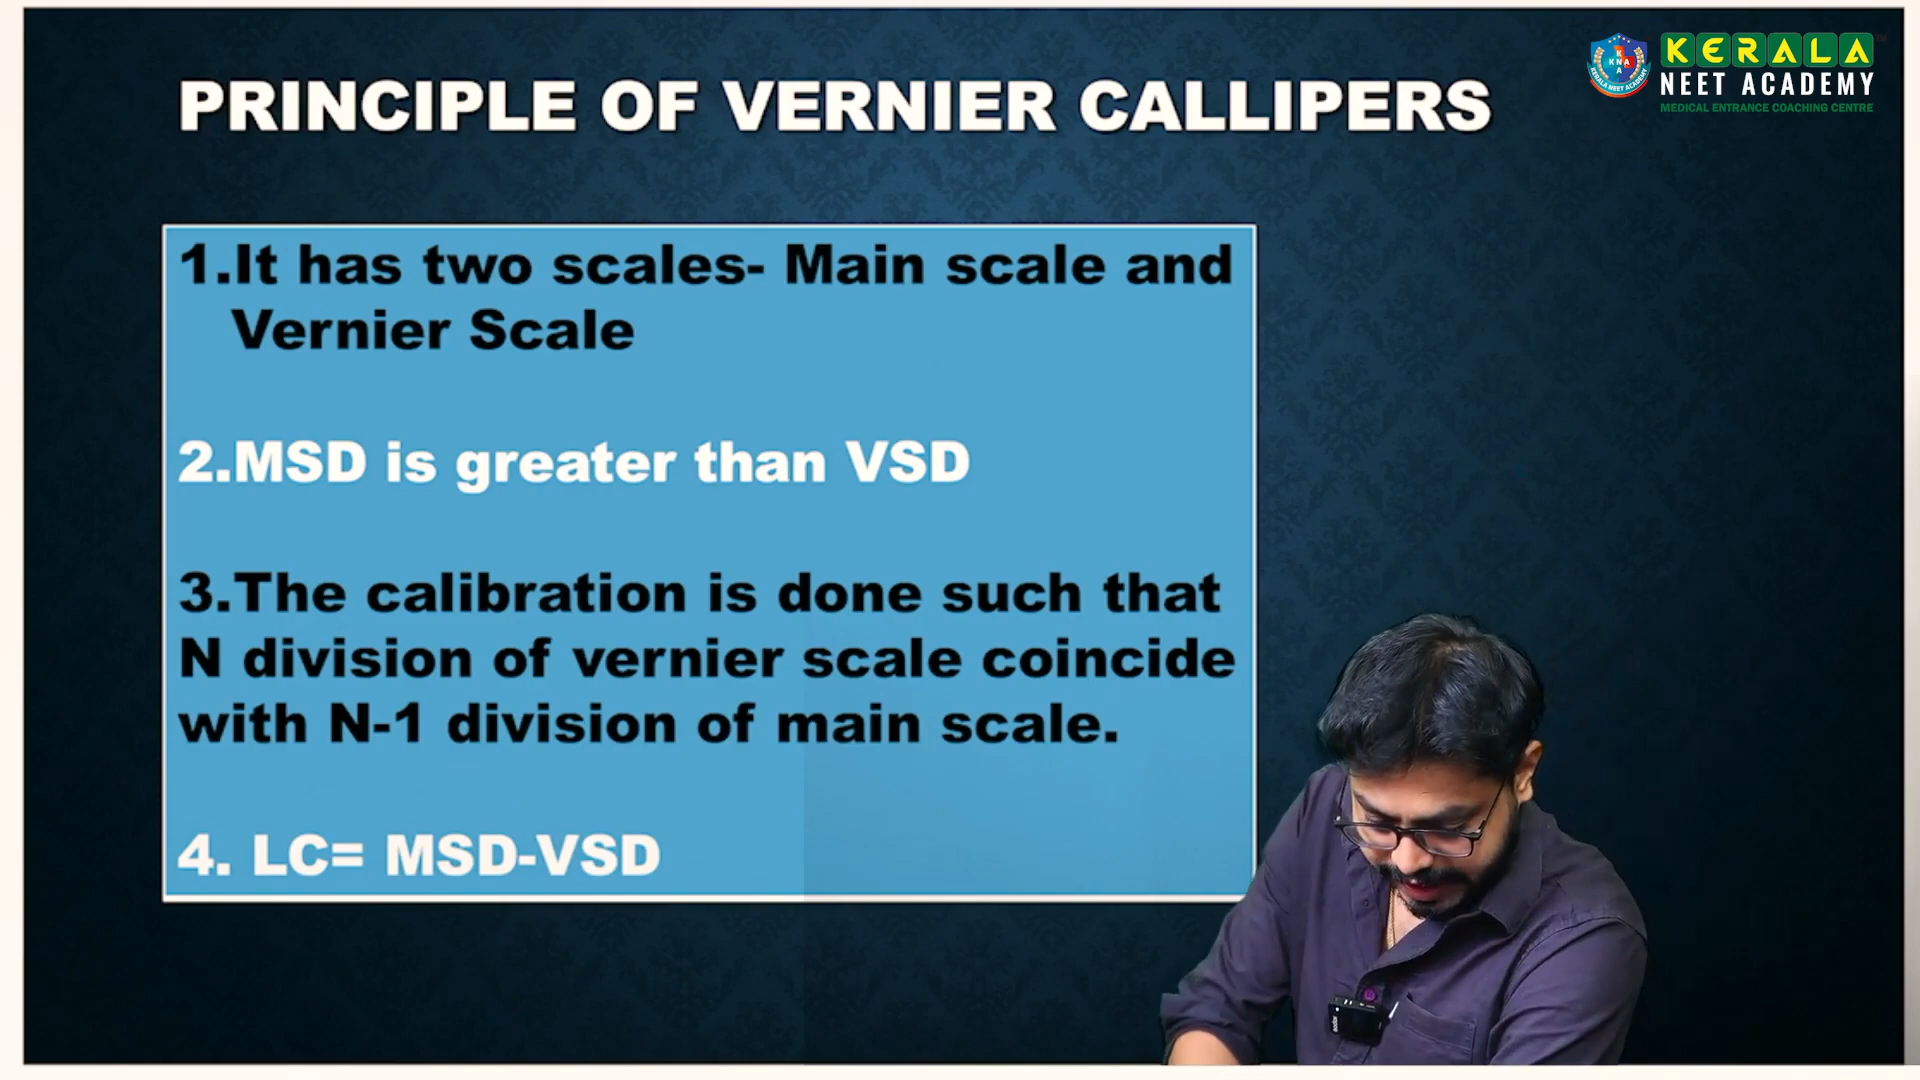 KERALA
NEET ACADEMY
MEDICAL ENTRANCE COACHING CENTRE
PRINCIPLE OF VERNIER CALLIPERS
1.It has two scales- Main scale and
Vernier Scale
2.MSD is greater than VSD
3.The calibration is done such that
N division of vernier scale coincide
with N-1 division of main scale.
4. LC= MSD-VSD